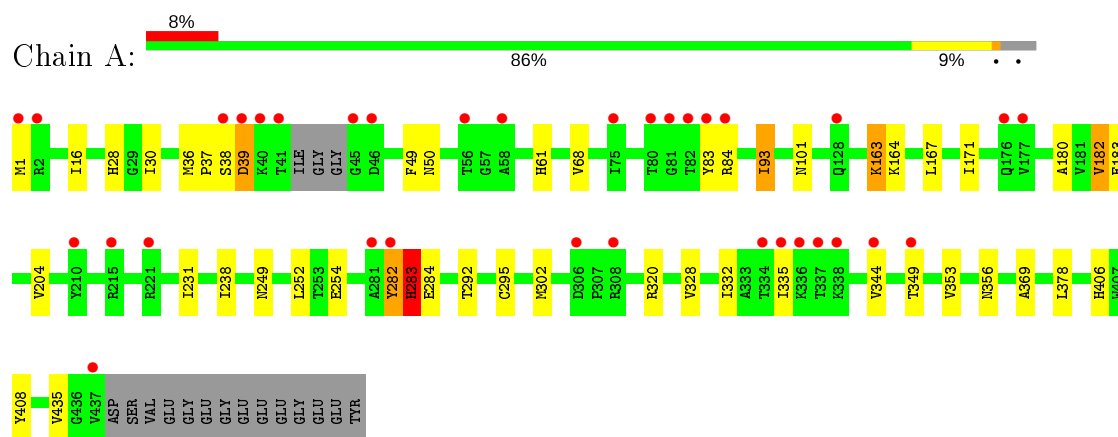 8%
Chain A:
86% 9% • •
M1 R2 I16 H28 G29 I30 M36 P37 S38 D39 K40 T41 ILE GLY GLY G45 D46 F49 N50 T56 G57 A58 H61 V68 I75 T80 G81 T82 Y83 R84 I93 N101 Q128 K163 K164 L167 I171 Q176 V177 A180 V181 V182
V204 Y210 R215 R221 I231 I238 N249 L252 T253 E254 A281 Y282 H283 E284 T292 C295 M302 D306 P307 R308 R320 V328 I332 A333 T334 I335 K336 T337 K338 V344 T349 V353 N356 A369 L378 H406 W407
Y408 V435 G436 V437 ASP SER VAL GLU GLY GLU GLY GLU GLU GLU GLY GLU GLU TYR